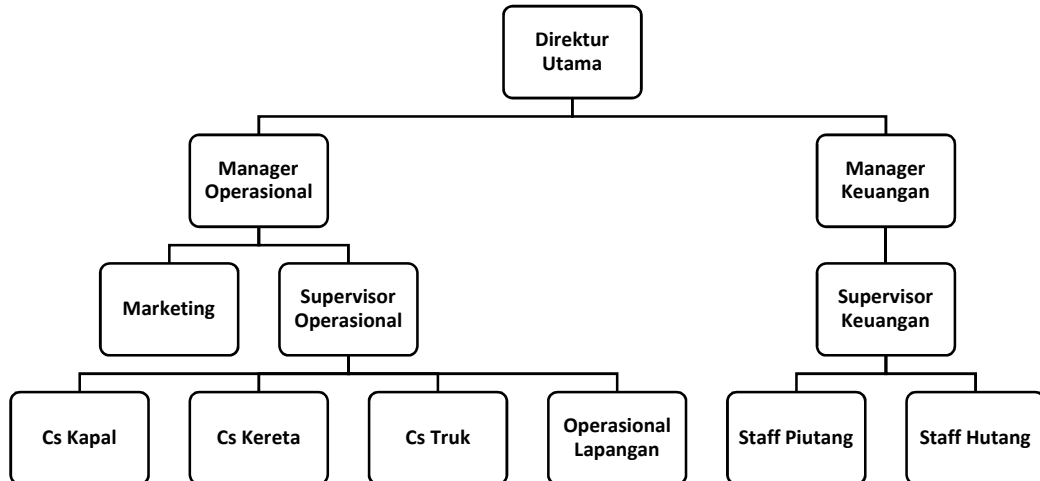 Direktur
Utama
Manager
Operasional
Manager
Keuangan
Marketing
Supervisor
Operasional
Supervisor
Keuangan
Cs Kapal
Cs Kereta
Cs Truk
Operasional
Lapangan
Staff Piutang
Staff Hutang